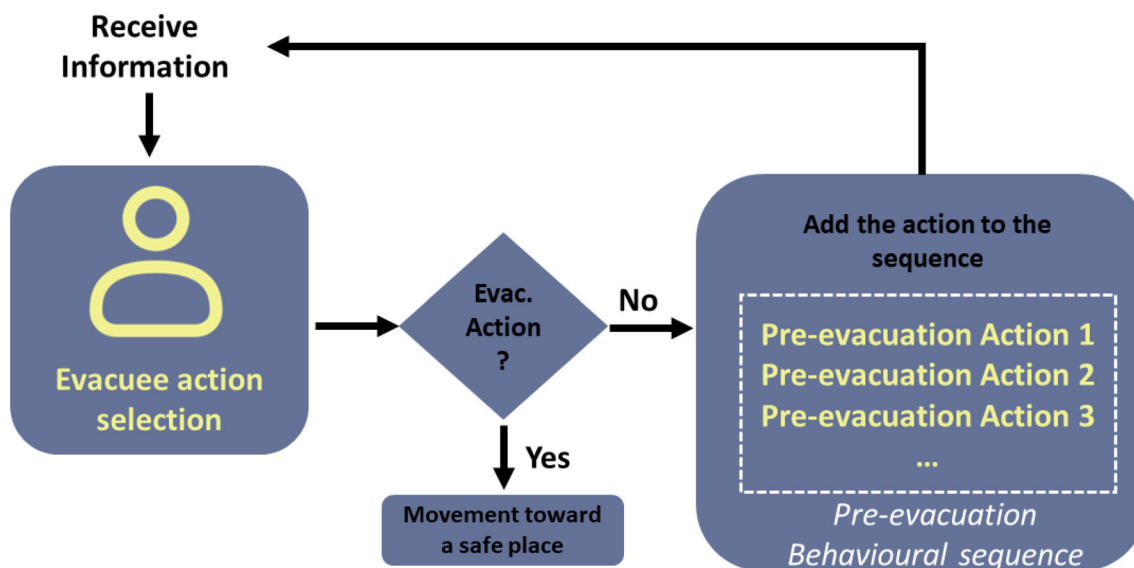 Receive
Information
Evacuee action
selection
Evac.
Action
?
No
Yes
Movement toward
a safe place
Add the action to the
sequence
Pre-evacuation Action 1
Pre-evacuation Action 2
Pre-evacuation Action 3
...
Pre-evacuation
Behavioural sequence